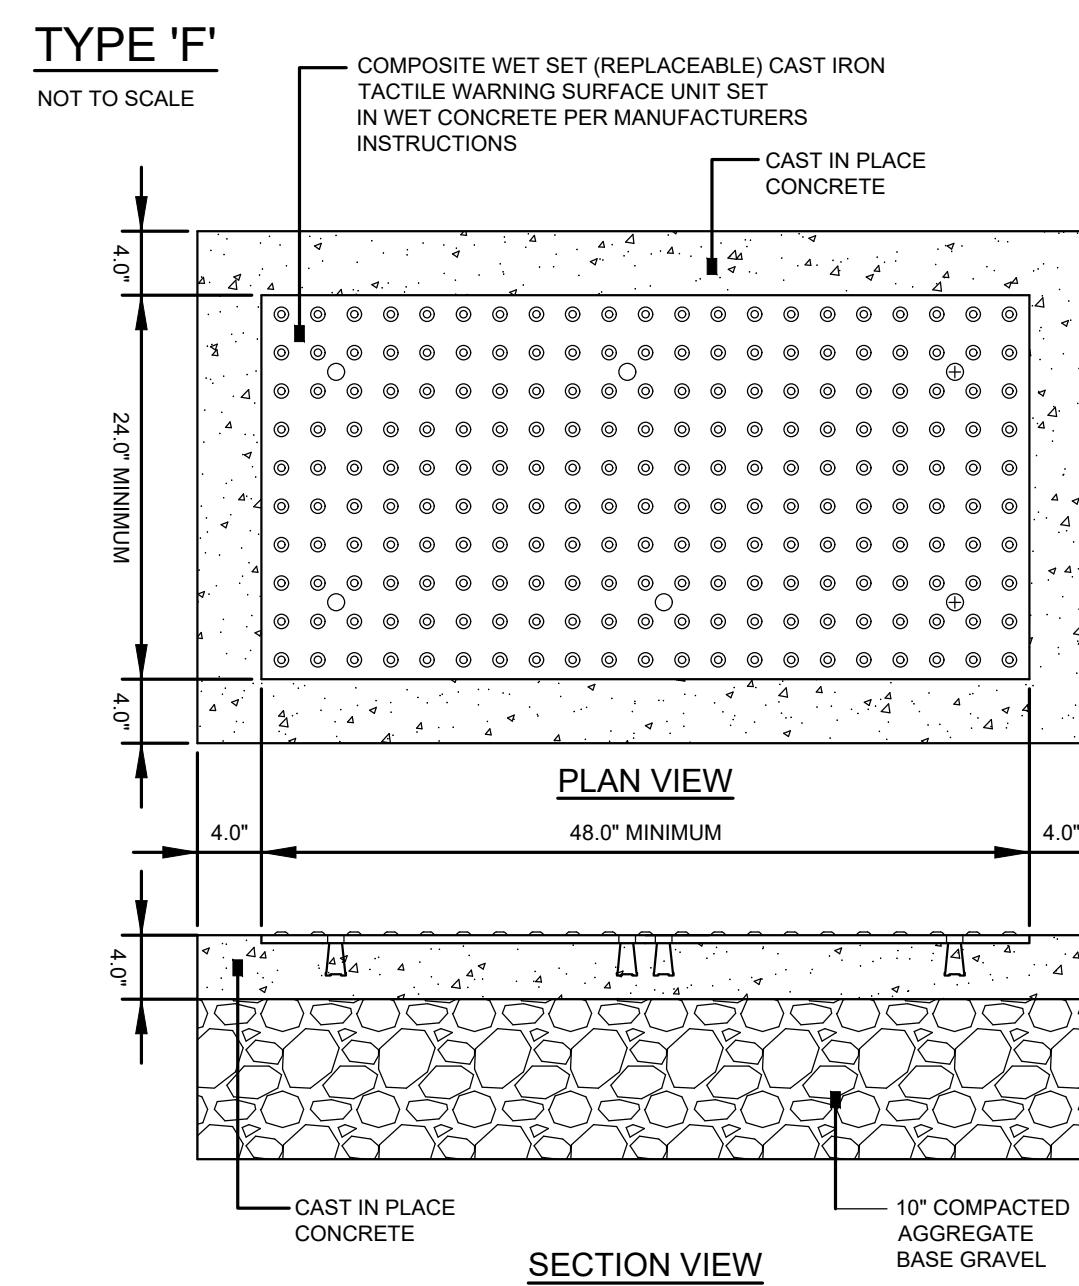 TYPE 'F'
NOT TO SCALE
COMPOSITE WET SET (REPLACEABLE) CAST IRON
TACTILE WARNING SURFACE UNIT SET
IN WET CONCRETE PER MANUFACTURERS
INSTRUCTIONS
CAST IN PLACE
CONCRETE
4.0"
24.0" MINIMUM
4.0"
PLAN VIEW
4.0"
48.0" MINIMUM
4.0"
4.0"
CAST IN PLACE
CONCRETE
10" COMPACTED
AGGREGATE
BASE GRAVEL
SECTION VIEW